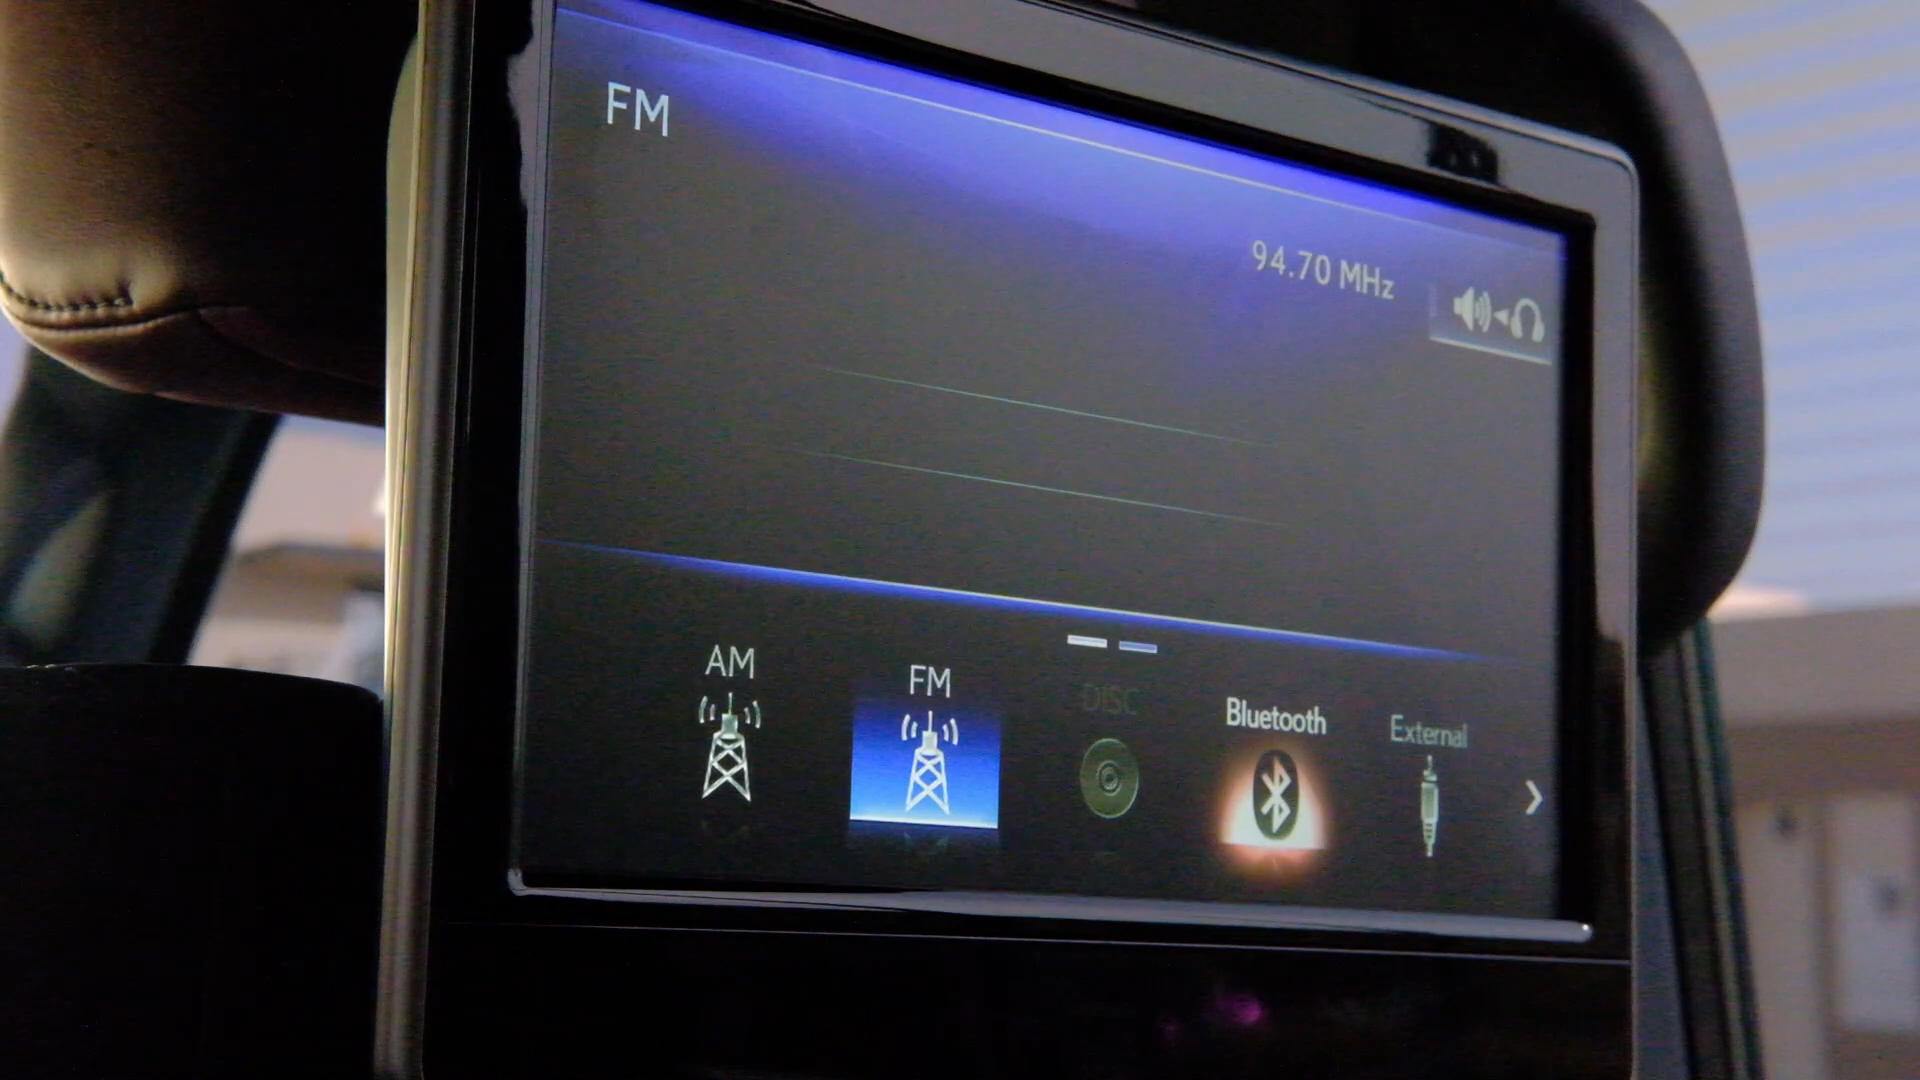 FM
94.70 MHz
AM
FM
DISC
Bluetooth
External